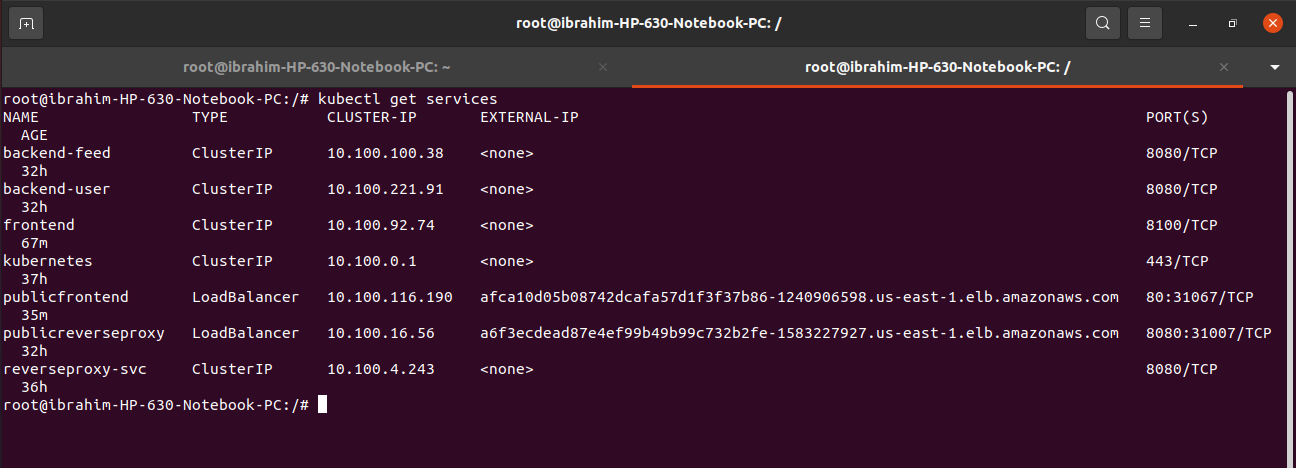 root@ibrahim-HP-630-Notebook-PC: /
root@ibrahim-HP-630-Notebook-PC: ~
root@ibrahim-HP-630-Notebook-PC: /
root@ibrahim-HP-630-Notebook-PC:/# kubectl get services
NAME TYPE CLUSTER-IP EXTERNAL-IP PORT(S)
AGE
backend-feed ClusterIP 10.100.100.38 <none> 8080/TCP
32h
backend-user ClusterIP 10.100.221.91 <none> 8080/TCP
32h
frontend ClusterIP 10.100.92.74 <none> 8100/TCP
67m
kubernetes ClusterIP 10.100.0.1 <none> 443/TCP
37h
publicfrontend LoadBalancer 10.100.116.190 afca10d05b08742dcafa57d1f3f37b86-1240906598.us-east-1.elb.amazonaws.com 80:31067/TCP
35m
publicreverseproxy LoadBalancer 10.100.16.56 a6f3ecdead87e4ef99b49b99c732b2fe-1583227927.us-east-1.elb.amazonaws.com 8080:31007/TCP
32h
reverseproxy-svc ClusterIP 10.100.4.243 <none> 8080/TCP
36h
root@ibrahim-HP-630-Notebook-PC:/#